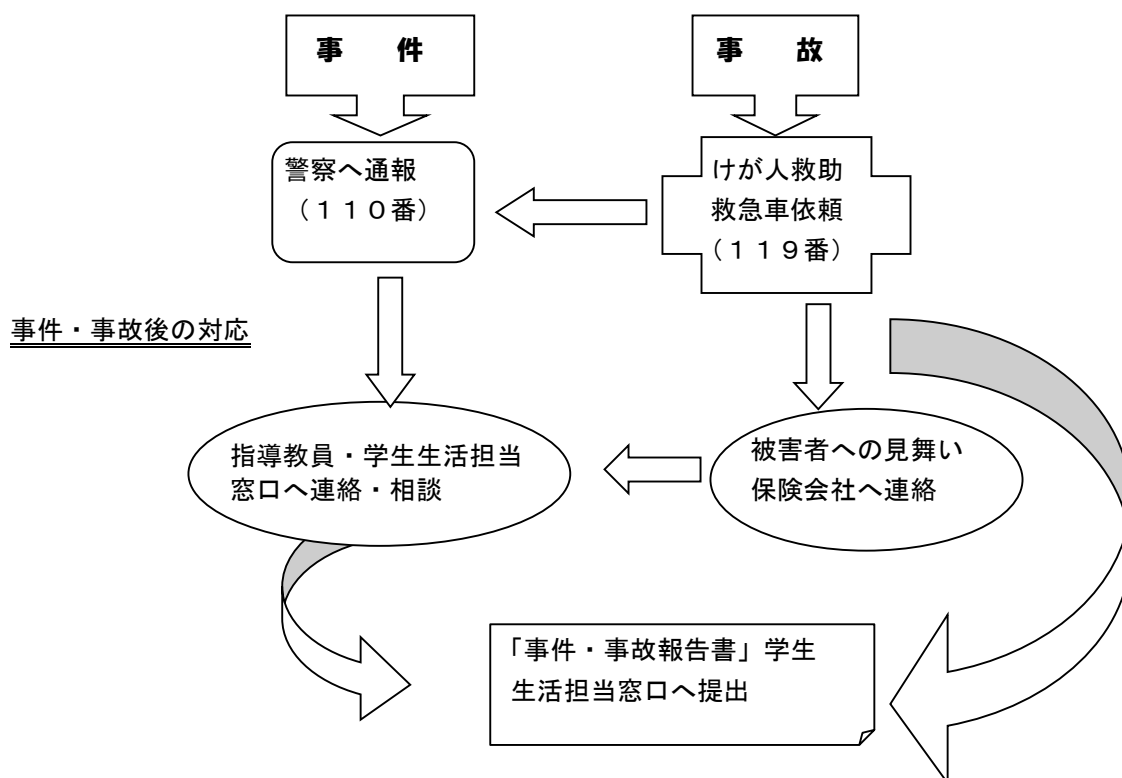 事　件
事　故
警察へ通報
（１１０番）
けが人救助
救急車依頼
（１１９番）
事件・事故後の対応
指導教員・学生生活担当
窓口へ連絡・相談
被害者への見舞い
保険会社へ連絡
「事件・事故報告書」学生
生活担当窓口へ提出